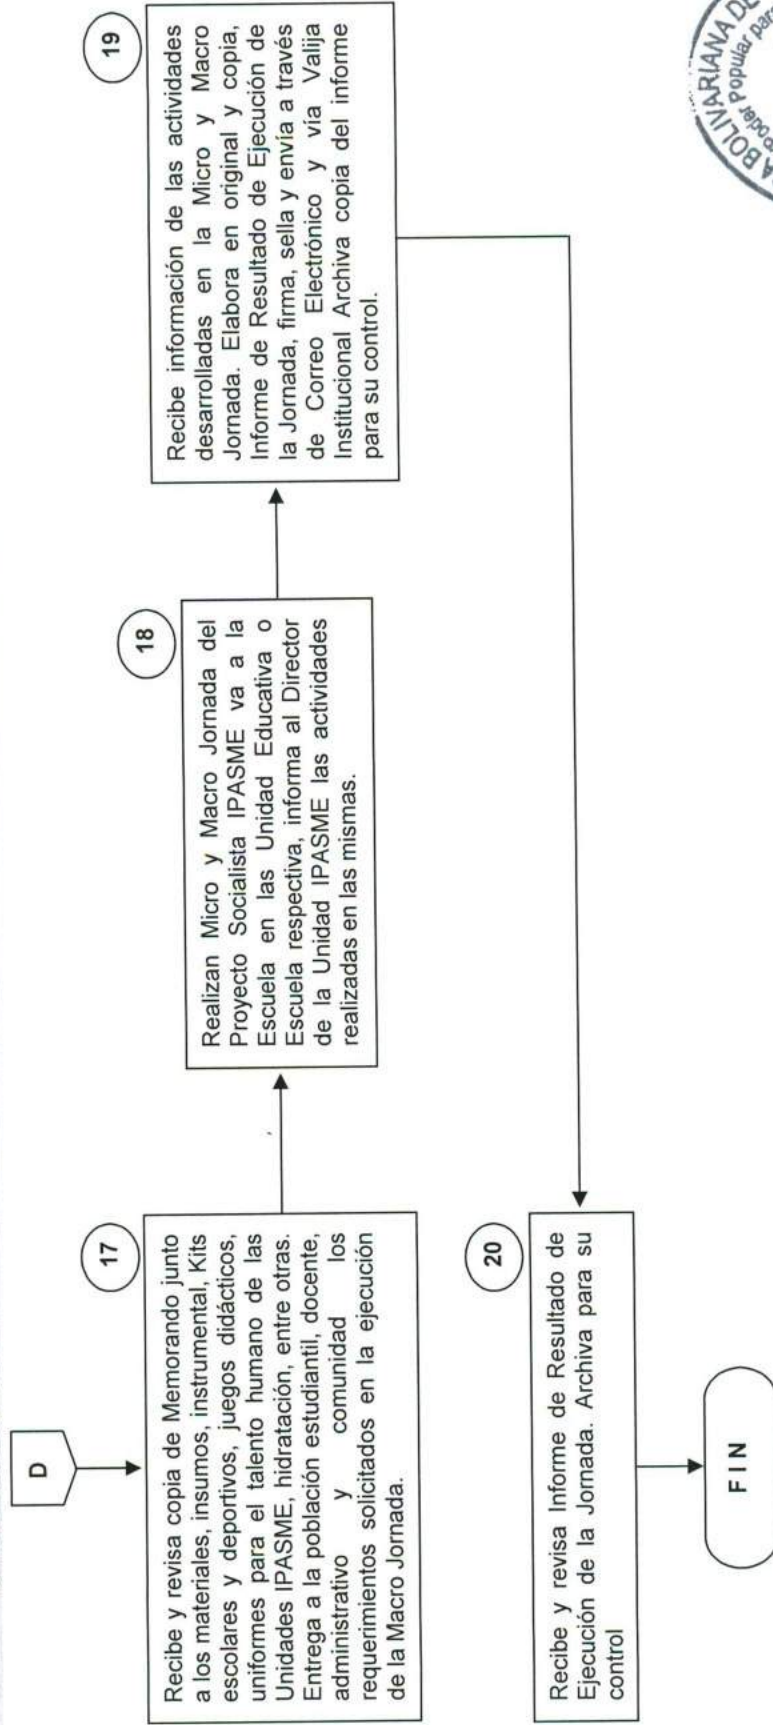 D
17
Recibe y revisa copia de Memorando junto
a los materiales, insumos, instrumental, Kits
escolares y deportivos, juegos didácticos,
uniformes para el talento humano de las
Unidades IPASME, hidratación, entre otras.
Entrega a la población estudiantil, docente,
administrativo y comunidad los
requerimientos solicitados en la ejecución
de la Macro Jornada.
18
Realizan Micro y Macro Jornada del
Proyecto Socialista IPASME va a la
Escuela en las Unidad Educativa o
Escuela respectiva, informa al Director
de la Unidad IPASME las actividades
realizadas en las mismas.
19
Recibe información de las actividades
desarrolladas en la Micro y Macro
Jornada. Elabora en original y copia,
Informe de Resultado de Ejecución de
la Jornada, firma, sella y envía a través
de Correo Electrónico y vía Valija
Institucional Archiva copia del informe
para su control.
20
Recibe y revisa Informe de Resultado de
Ejecución de la Jornada. Archiva para su
control
FIN
A BOLIVARIANA DE
Poder Popular para